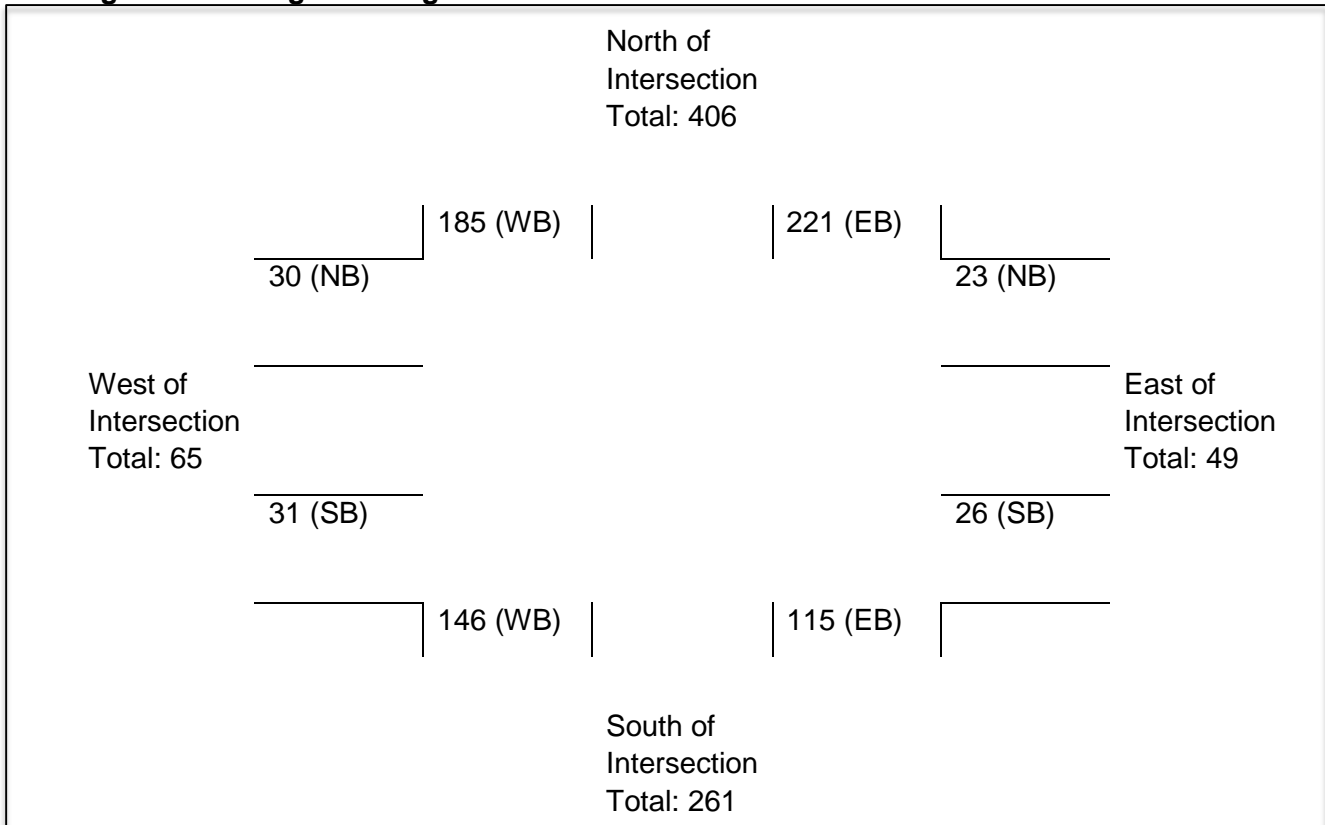 North of
Intersection
Total: 406
185 (WB)
221 (EB)
30 (NB)
23 (NB)
West of
Intersection
Total: 65
East of
Intersection
Total: 49
31 (SB)
26 (SB)
146 (WB)
115 (EB)
South of
Intersection
Total: 261